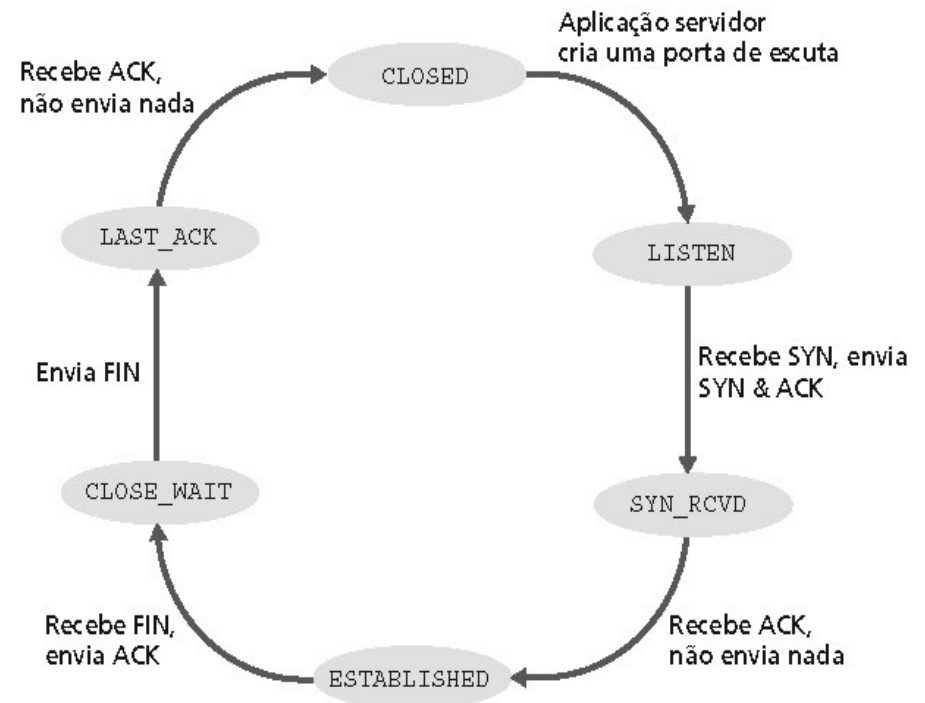 Aplicação servidor
cria uma porta de escuta
Recebe ACK,
não envia nada
CLOSED
LAST_ACK
LISTEN
Envia FIN
Recebe SYN, envia
SYN & ACK
CLOSE_WAIT
SYN_RCVD
Recebe FIN,
envia ACK
Recebe ACK,
não envia nada
ESTABLISHED